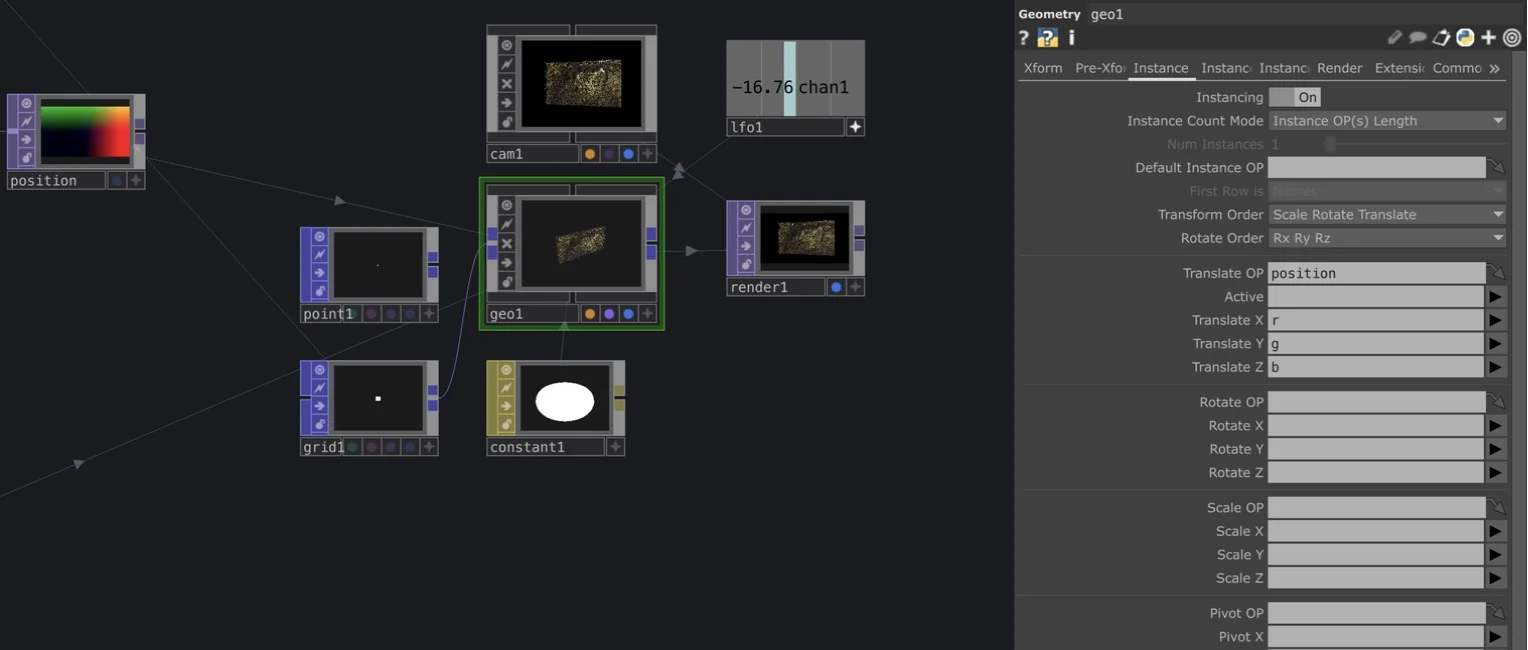 Geometry geo1
? ? i
Xform Pre-Xfo Instance Instanc Instanc Render Extensi Commo »
Instancing On
Instance Count Mode Instance OP(s) Length
Num Instances 1
Default Instance OP
First Row is Names
Transform Order Scale Rotate Translate
Rotate Order Rx Ry Rz
Translate OP position
Active
Translate X r
Translate Y g
Translate Z b
Rotate OP
Rotate X
Rotate Y
Rotate Z
Scale OP
Scale X
Scale Y
Scale Z
Pivot OP
Pivot X
position
cam1
-16.76 chan1
lfo1
point1
geo1
render1
grid1
constant1